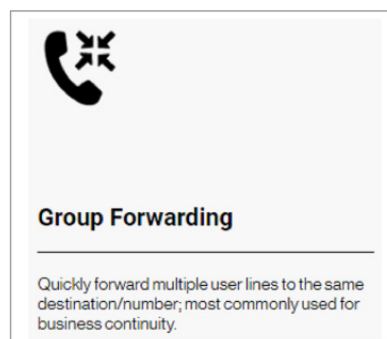 Group Forwarding
Quickly forward multiple user lines to the same
destination/number; most commonly used for
business continuity.